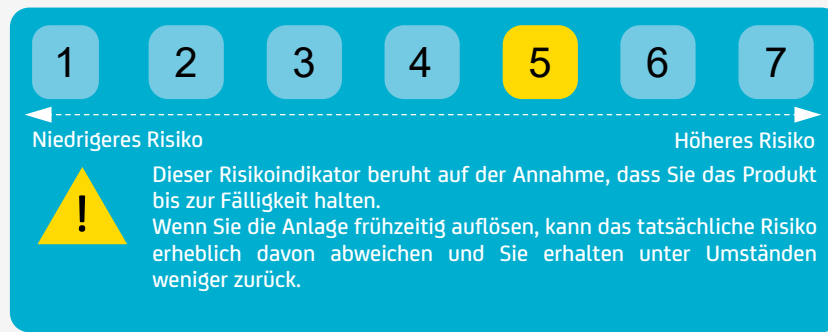 1 2 3 4 5 6 7
Niedrigeres Risiko Höheres Risiko
Dieser Risikoindikator beruht auf der Annahme, dass Sie das Produkt
bis zur Fälligkeit halten.
Wenn Sie die Anlage frühzeitig auflösen, kann das tatsächliche Risiko
erheblich davon abweichen und Sie erhalten unter Umständen
weniger zurück.
!